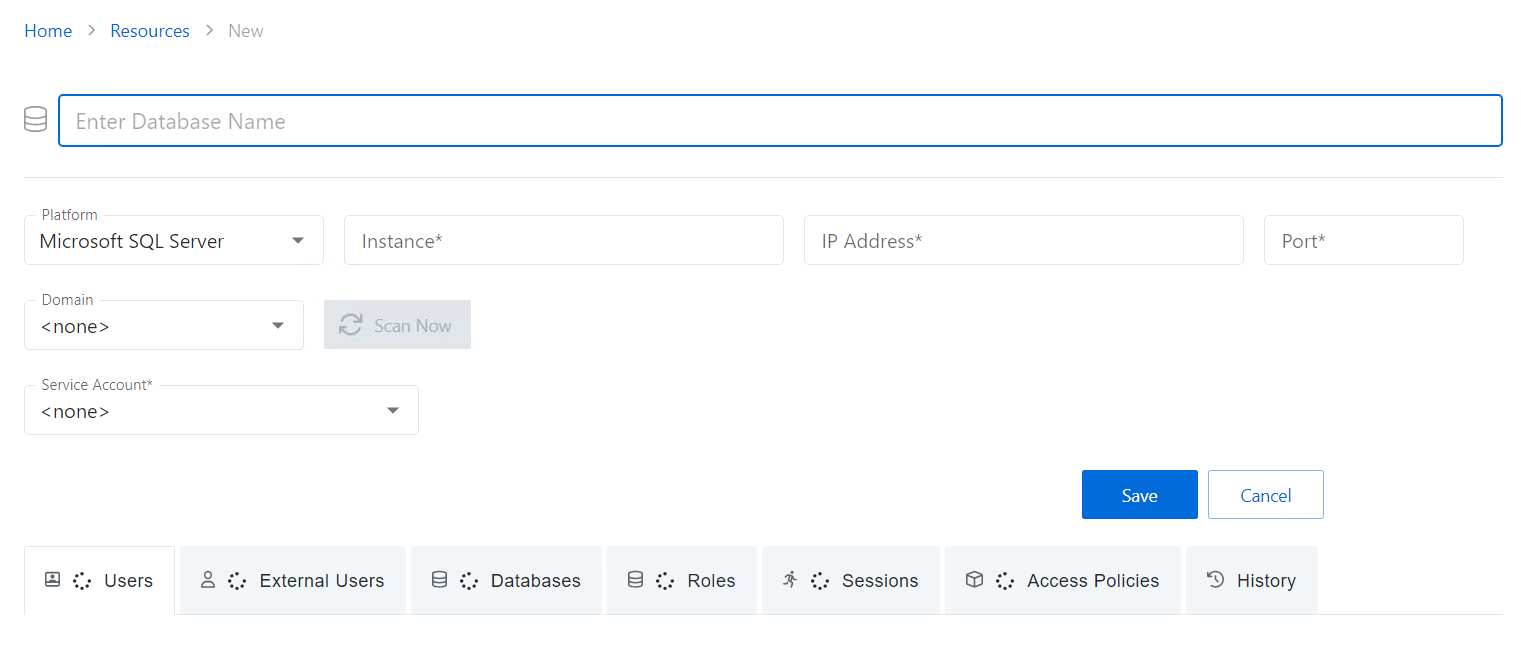 Home > Resources > New
Enter Database Name
Platform
Microsoft SQL Server
Instance*
IP Address*
Port*
Domain
<none>
Scan Now
Service Account*
<none>
Save
Cancel
Users
External Users
Databases
Roles
Sessions
Access Policies
History